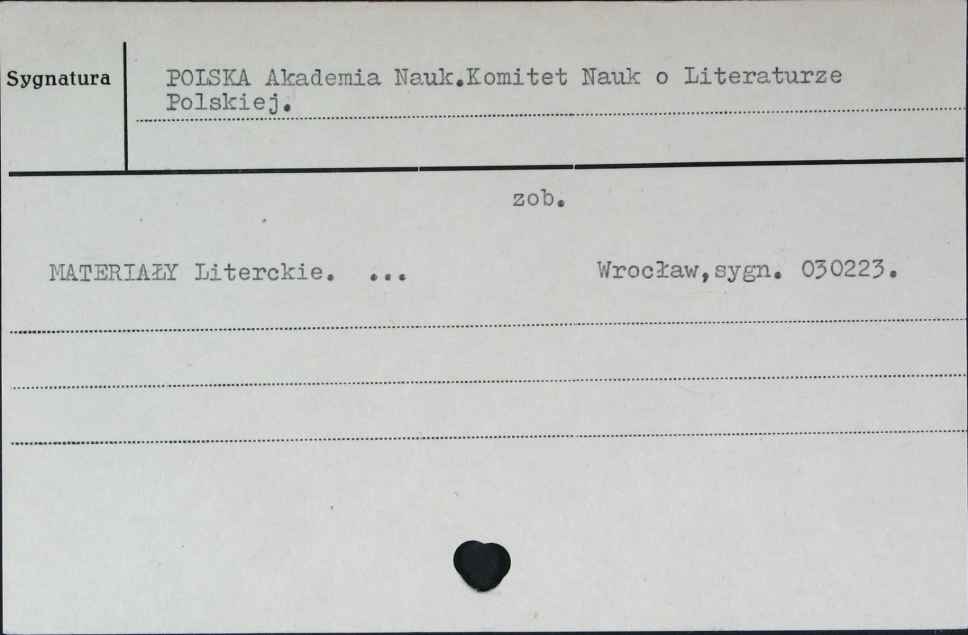 Sygnatura
POLSKA Akademia Nauk.Komitet Nauk o Literaturze
Polskiej.
zob.
MATERIAŁY Literckie. ... Wrocław,sygn. 030223.